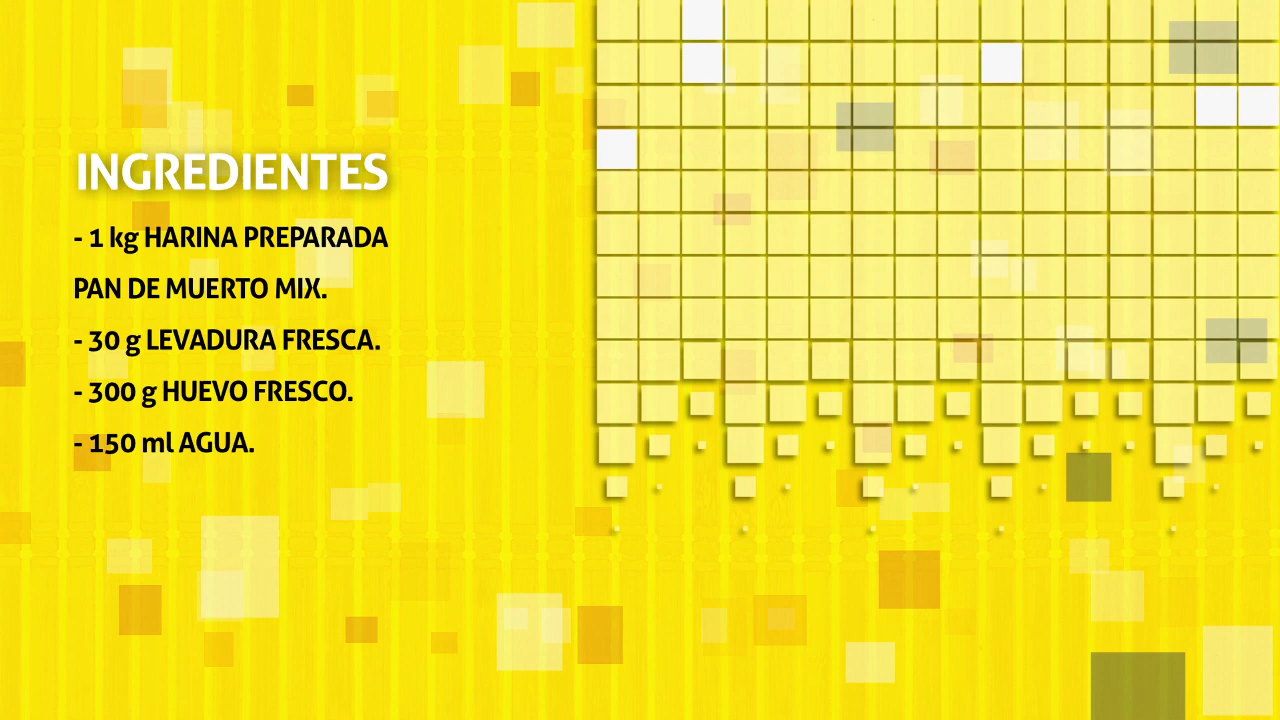 INGREDIENTES
- 1 kg HARINA PREPARADA
PAN DE MUERTO MIX.
- 30 g LEVADURA FRESCA.
- 300 g HUEVO FRESCO.
- 150 ml AGUA.